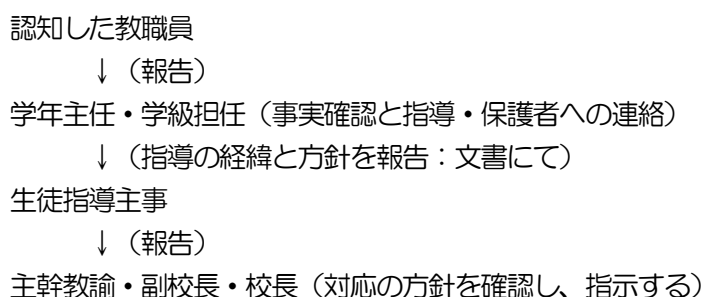 認知した教職員
↓（報告）
学年主任・学級担任（事実確認と指導・保護者への連絡）
↓（指導の経緯と方針を報告：文書にて）
生徒指導主事
↓（報告）
主幹教諭・副校長・校長（対応の方針を確認し、指示する）